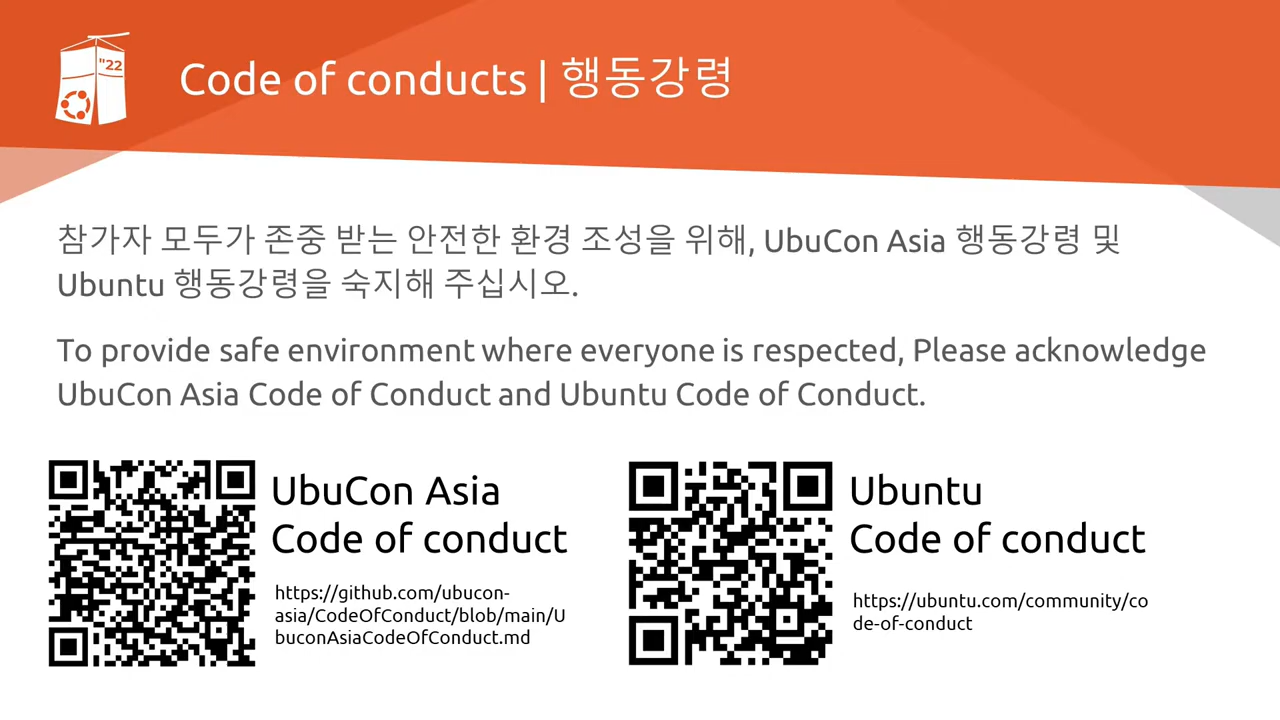 "22
Code of conducts | 행동강령
참가자 모두가 존중 받는 안전한 환경 조성을 위해, UbuCon Asia 행동강령 및
Ubuntu 행동강령을 숙지해 주십시오.
To provide safe environment where everyone is respected, Please acknowledge
UbuCon Asia Code of Conduct and Ubuntu Code of Conduct.
UbuCon Asia
Code of conduct
https://github.com/ubucon-
asia/CodeOfConduct/blob/main/U
buconAsiaCodeOfConduct.md
Ubuntu
Code of conduct
https://ubuntu.com/community/co
de-of-conduct